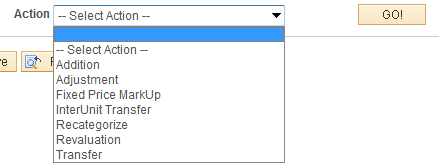 Action -- Select Action -- GO!
-- Select Action --
Addition
Adjustment
Fixed Price MarkUp
InterUnit Transfer
Recategorize
Revaluation
Transfer